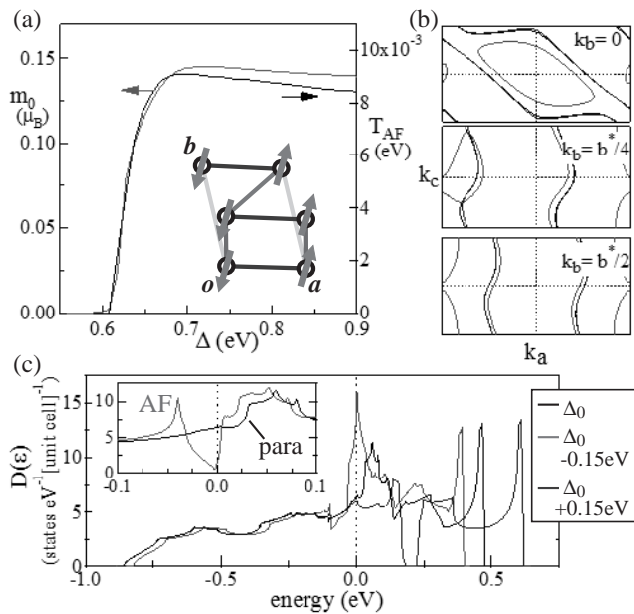 (a)
0.15
0.10
0.05
0.00
m0
(μB)
10x10-3
8
6
4
2
0
TAF
(eV)
b
o
a
0.6
0.7
0.8
0.9
Δ (eV)
(b)
kb= 0
kb= b*/4
kb= b*/2
kc
ka
(c)
15
10
5
0
D(ε)
(states eV-1[unit cell]-1)
AF
para
10
5
0
-0.1
0.0
0.1
Δ0
Δ0
-0.15eV
Δ0
+0.15eV
-1.0
-0.5
0.0
0.5
energy (eV)